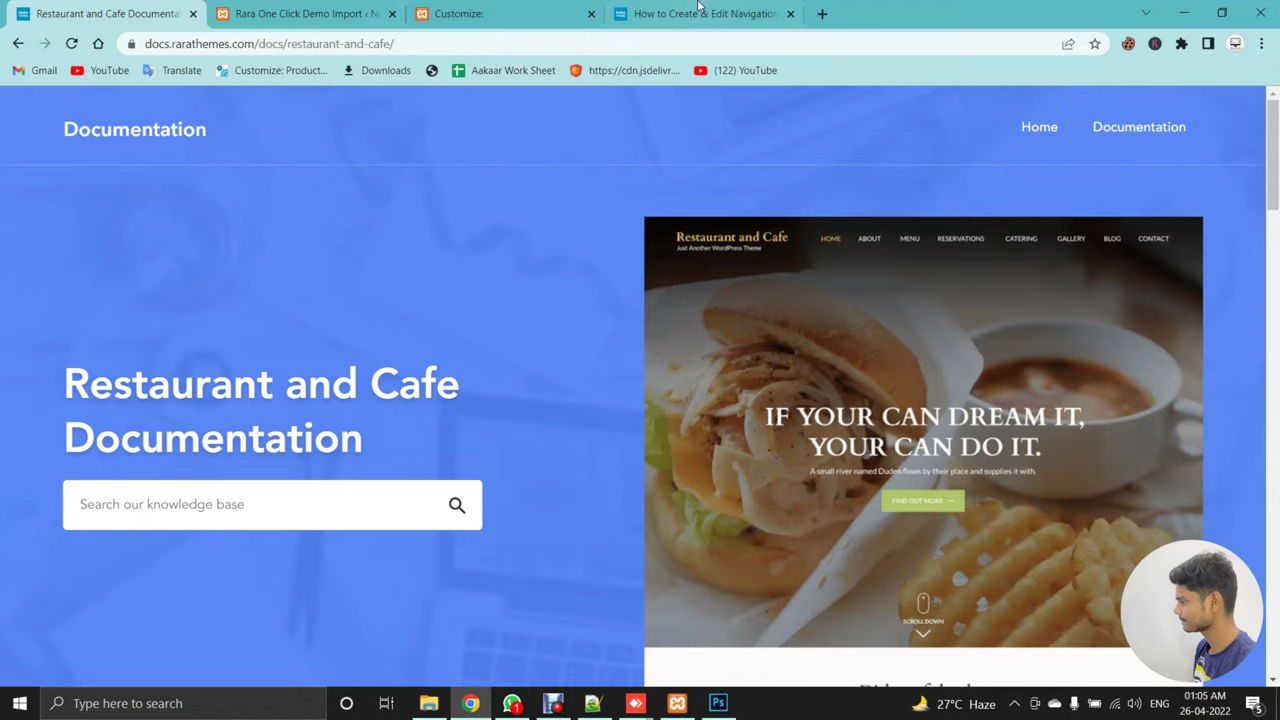 Restaurant and Cafe Documenta
Rara One Click Demo Import ‹ N
Customize:
How to Create & Edit Navigation
docs.rarathemes.com/docs/restaurant-and-cafe/
Gmail
YouTube
Translate
Customize: Product...
Downloads
Aakaar Work Sheet
https://cdn.jsdelivr....
(122) YouTube
Documentation
Home
Documentation
Restaurant and Cafe
Just Another WordPress Theme
HOME
ABOUT
MENU
RESERVATIONS
CATERING
GALLERY
BLOG
CONTACT
Restaurant and Cafe
Documentation
Search our knowledge base
IF YOUR CAN DREAM IT,
YOUR CAN DO IT.
A small river named Duden flows by their place and supplies it with.
FIND OUT MORE
SCROLL DOWN
Type here to search
1
Ps
27°C Haze
ENG
01:05 AM
26-04-2022
5